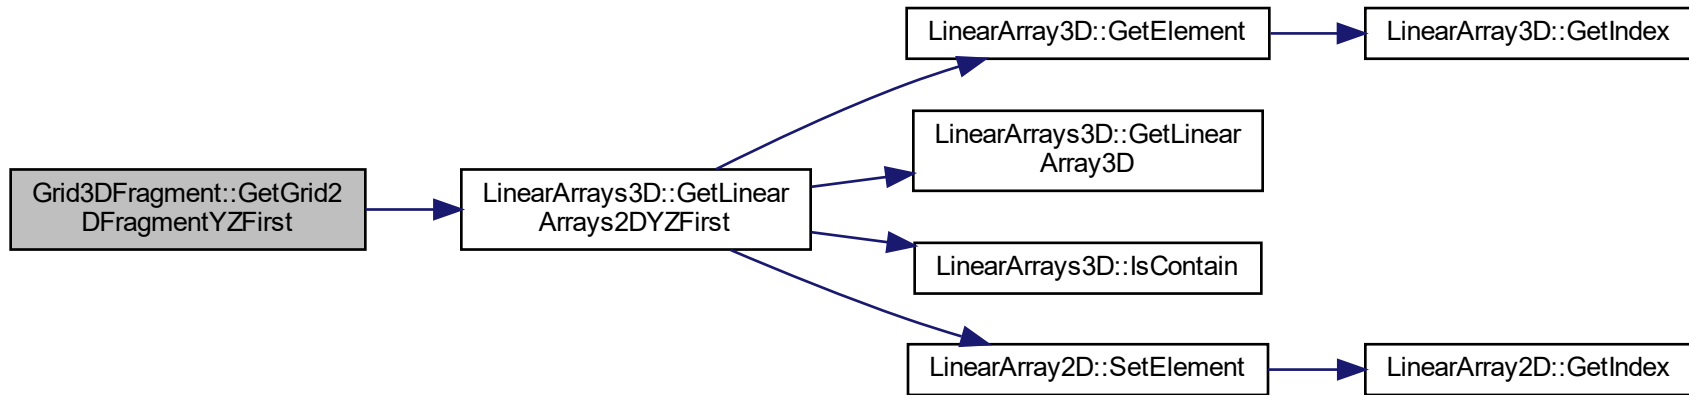 Grid3DFragment::GetGrid2
DFragmentYZFirst
LinearArrays3D::GetLinear
Arrays2DYZFirst
LinearArray3D::GetElement
LinearArray3D::GetIndex
LinearArrays3D::GetLinear
Array3D
LinearArrays3D::IsContain
LinearArray2D::SetElement
LinearArray2D::GetIndex